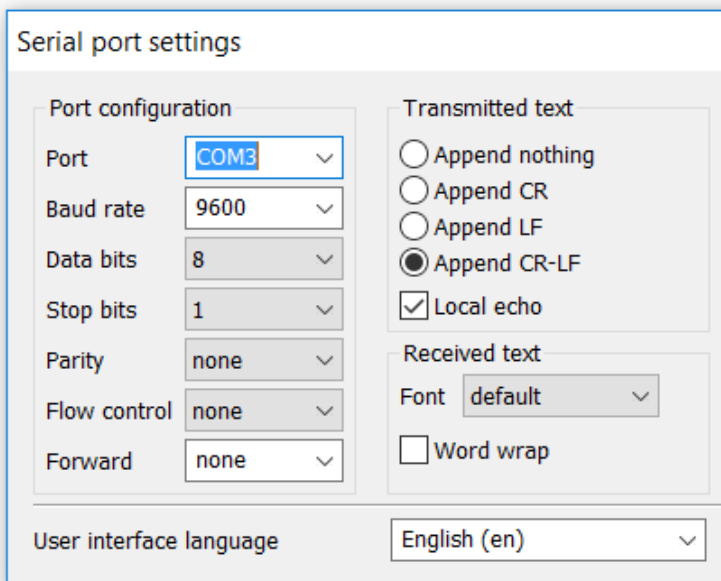 Serial port settings
Port configuration
Port COM3
Baud rate 9600
Data bits 8
Stop bits 1
Parity none
Flow control none
Forward none
Transmitted text
Append nothing
Append CR
Append LF
Append CR-LF
Local echo
Received text
Font default
Word wrap
User interface language English (en)